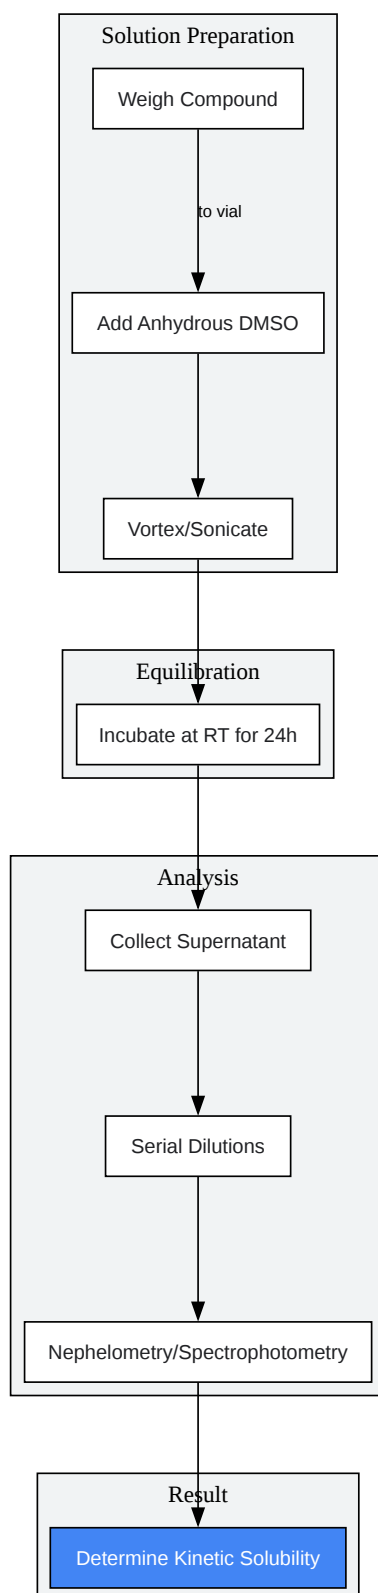 Solution Preparation
Weigh Compound
to vial
Add Anhydrous DMSO
Vortex/Sonicate
Equilibration
Incubate at RT for 24h
Analysis
Collect Supernatant
Serial Dilutions
Nephelometry/Spectrophotometry
Result
Determine Kinetic Solubility